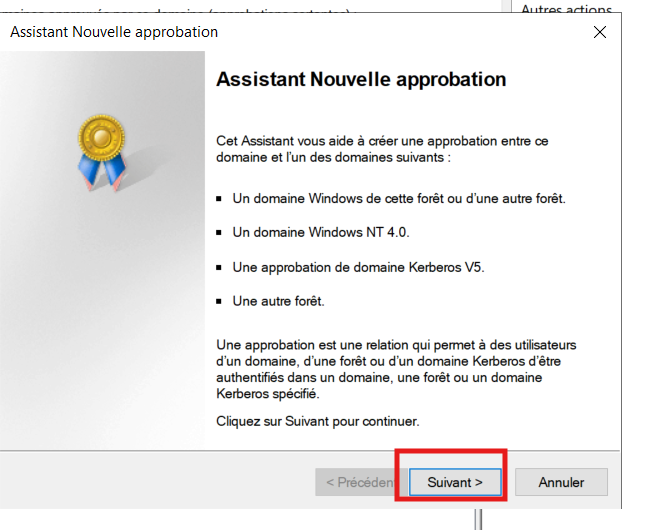 Autres actions
Assistant Nouvelle approbation
Assistant Nouvelle approbation
Cet Assistant vous aide à créer une approbation entre ce
domaine et l'un des domaines suivants :
Un domaine Windows de cette forêt ou d'une autre forêt.
Un domaine Windows NT 4.0.
Une approbation de domaine Kerberos V5.
Une autre forêt.
Une approbation est une relation qui permet à des utilisateurs
d'un domaine, d'une forêt ou d'un domaine Kerberos d'être
authentifiés dans un domaine, une forêt ou un domaine
Kerberos spécifié.
Cliquez sur Suivant pour continuer.
< Précéden Suivant > Annuler